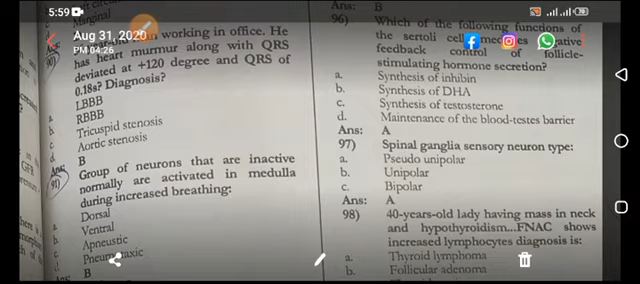 5:59
Aug 31, 2020
PM 04:26
Marginal
working in office. He
90) has heart murmur along with QRS
deviated at +120 degree and QRS of
0.18s? Diagnosis?
a. LBBB
b. RBBB
c. Tricuspid stenosis
d. Aortic stenosis
Ans: B
91) Group of neurons that are inactive
normally are activated in medulla
during increased breathing:
a. Dorsal
b. Ventral
c. Apneustic
d.
Ans: B
GFR
Ans: B
96) Which of the following functions of
the sertoli cell
feedback control of follicle-
stimulating hormone secretion?
a. Synthesis of inhibin
b. Synthesis of DHA
c. Synthesis of testosterone
d. Maintenance of the blood-testes barrier
Ans: A
97) Spinal ganglia sensory neuron type:
a. Pseudo unipolar
b. Unipolar
c. Bipolar
Ans: A
98) 40-years-old lady having mass in neck
and hypothyroidism...FNAC shows
increased lymphocytes diagnosis is:
a. Thyroid lymphoma
b. Follicular adenoma